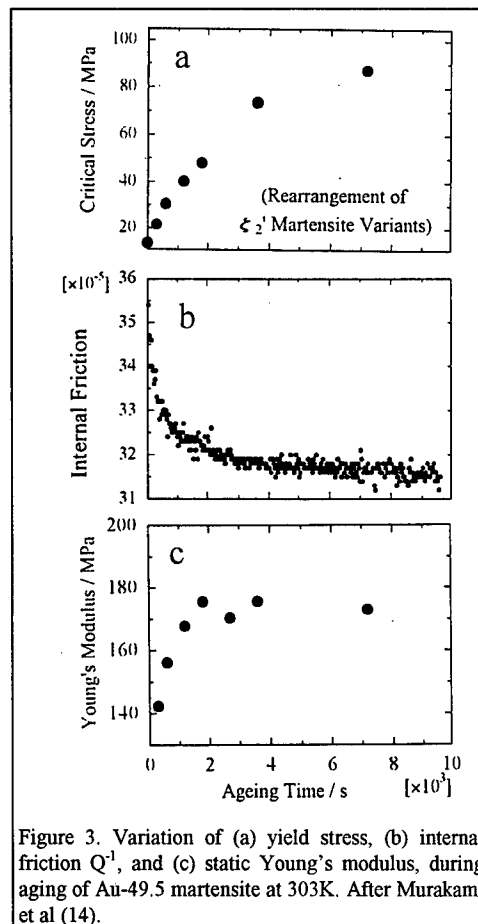 100
80
60
40
20
Critical Stress / MPa
a
(Rearrangement of
ξ₂' Martensite Variants)
[×10⁻⁵]
36
35
34
33
32
31
Internal Friction
b
200
180
160
140
Young's Modulus / MPa
c
0 2 4 6 8 10
Ageing Time / s [×10³]
Figure 3. Variation of (a) yield stress, (b) interna
friction Q⁻¹, and (c) static Young's modulus, during
aging of Au-49.5 martensite at 303K. After Murakam
et al (14).